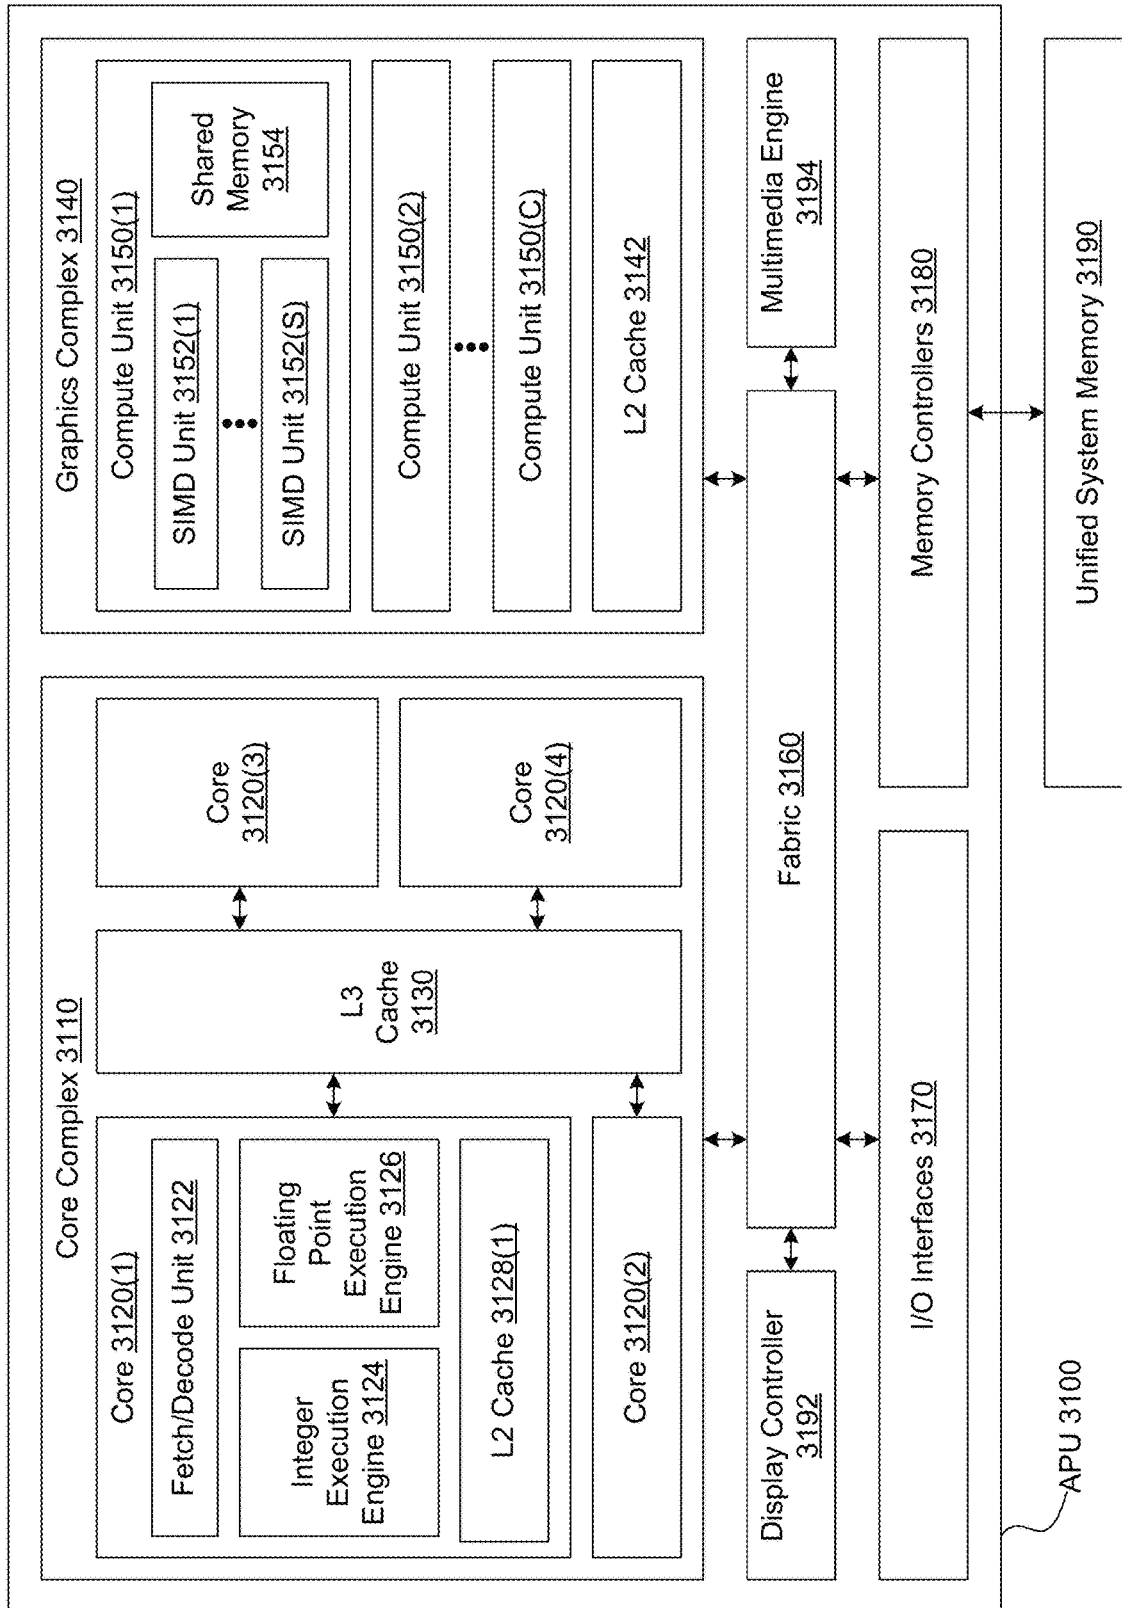 Core Complex 3110
Core 3120(1)
Fetch/Decode Unit 3122
Integer
Execution
Engine 3124
Floating
Point
Execution
Engine 3126
L2 Cache 3128(1)
Core 3120(2)
L3
Cache
3130
Core
3120(3)
Core
3120(4)
Graphics Complex 3140
Compute Unit 3150(1)
SIMD Unit 3152(1)
SIMD Unit 3152(S)
Shared
Memory
3154
Compute Unit 3150(2)
Compute Unit 3150(C)
L2 Cache 3142
Display Controller
3192
Fabric 3160
Multimedia Engine
3194
I/O Interfaces 3170
Memory Controllers 3180
APU 3100
Unified System Memory 3190